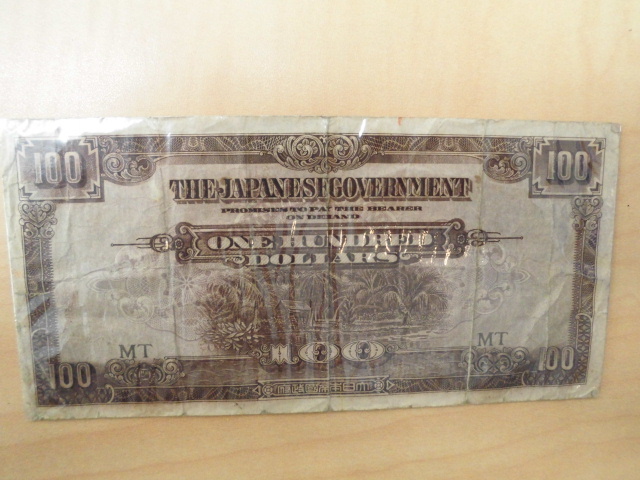 100 100
THE JAPANESE GOVERNMENT
PROMISES TO PAY THE BEARER
ON DEMAND
ONE HUNDRED
DOLLARS
MT MT
100 100 100